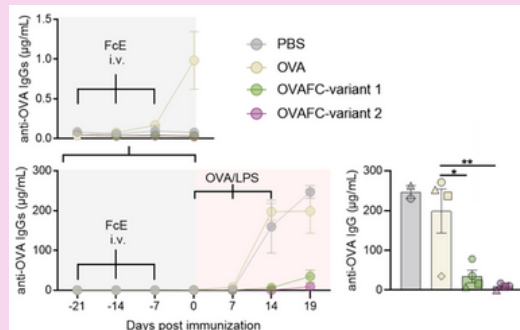 anti-OVA IgGs (µg/mL)
1.5
1.0
0.5
0.0
FcE
i.v.
PBS
OVA
OVAFC-variant 1
OVAFC-variant 2
anti-OVA IgGs (µg/mL)
300
200
100
0
FcE
i.v.
OVA/LPS
-21
-14
-7
0
7
14
19
Days post immunization
anti-OVA IgG (µg/mL)
300
200
100
0
**
*